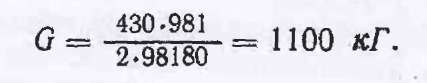 G = 430·981 / 2·98180 = 1100 кГ.